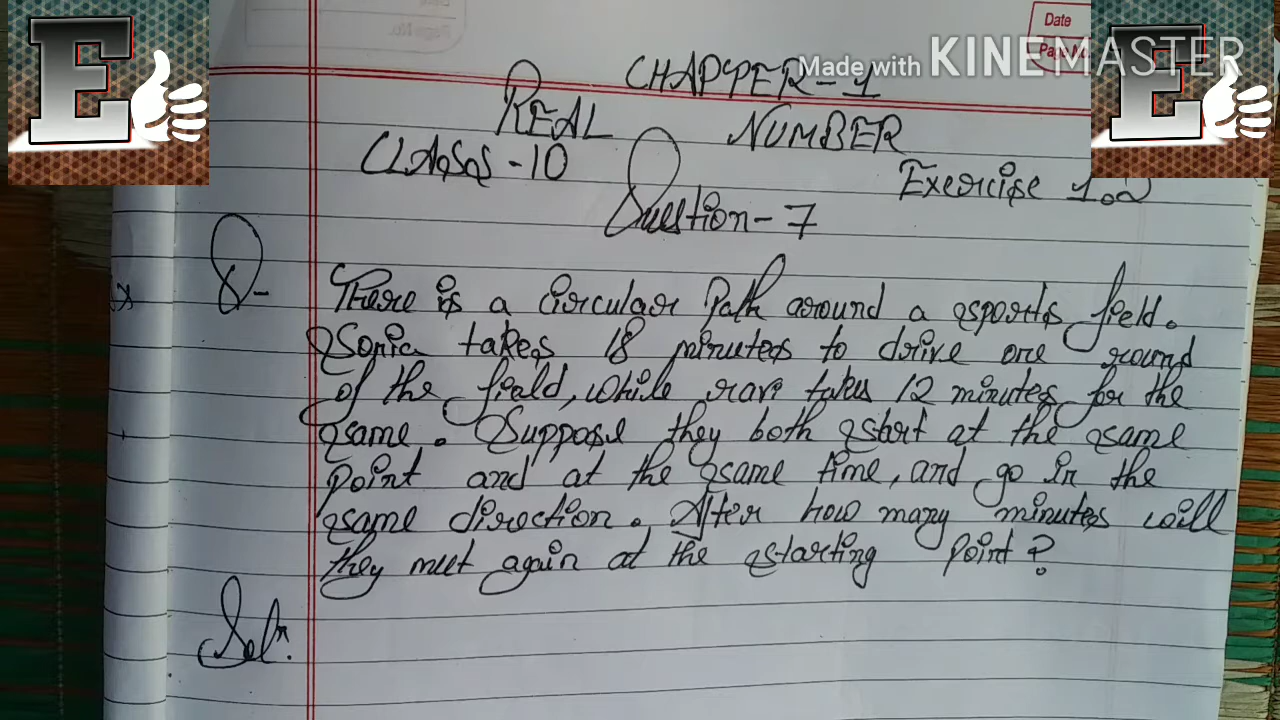 E
Made with KINEMASTER
Date
Page No.
E
CHAPTER-1
REAL NUMBER
CLASS-10
Exercise 1.2
Question-7
Q- There is a circular Path around a sports field.
Sonia takes 18 minutes to drive one round
of the field, while ravi takes 12 minutes for the
same. Suppose they both start at the same
point and at the same time, and go in the
same direction. After how many minutes will
they meet again at the starting point?
Solⁿ.